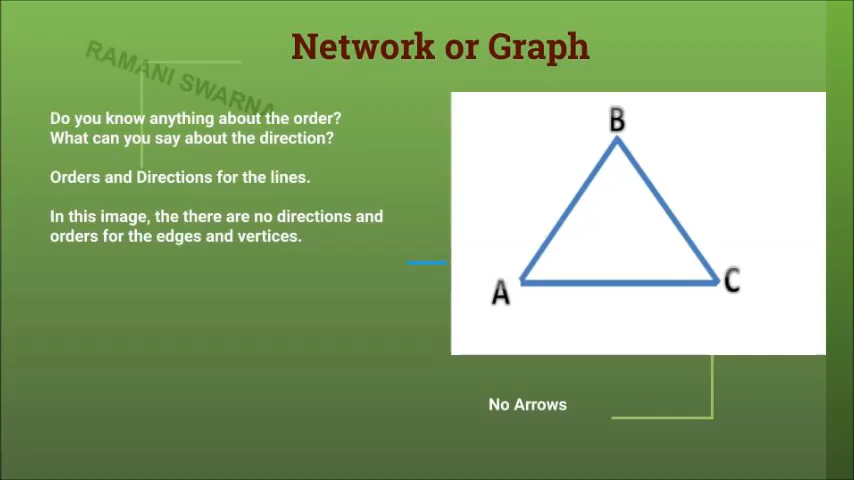 Network or Graph
RAMANI SWARNA
Do you know anything about the order?
What can you say about the direction?
Orders and Directions for the lines.
In this image, the there are no directions and
orders for the edges and vertices.
B
A
C
No Arrows